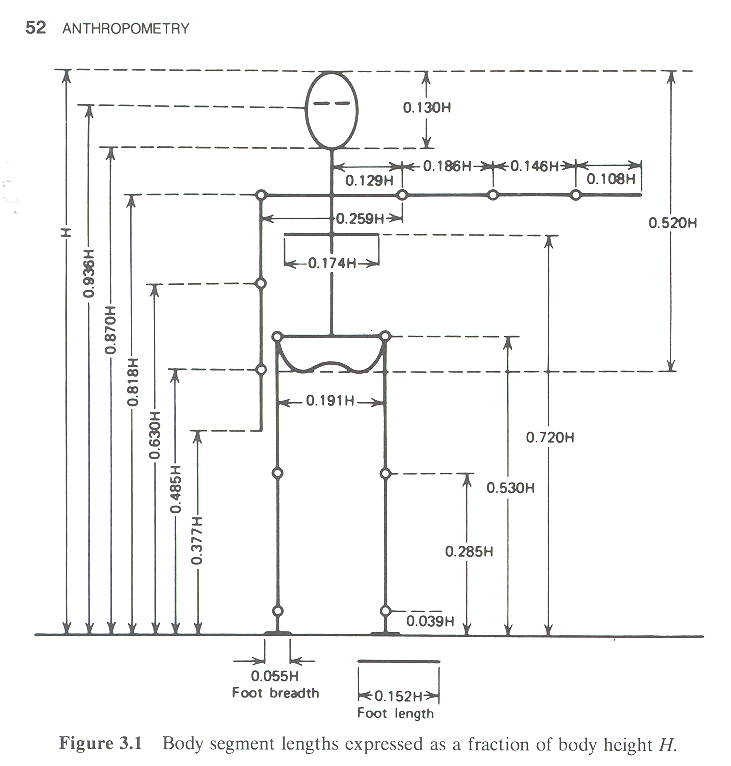 52 ANTHROPOMETRY
0.130H
0.186H
0.146H
0.129H
0.108H
0.259H
0.520H
H
0.936H
0.174H
0.870H
0.818H
0.191H
0.630H
0.720H
0.485H
0.530H
0.377H
0.285H
0.039H
0.055H
Foot breadth
0.152H
Foot length
Figure 3.1 Body segment lengths expressed as a fraction of body height H.